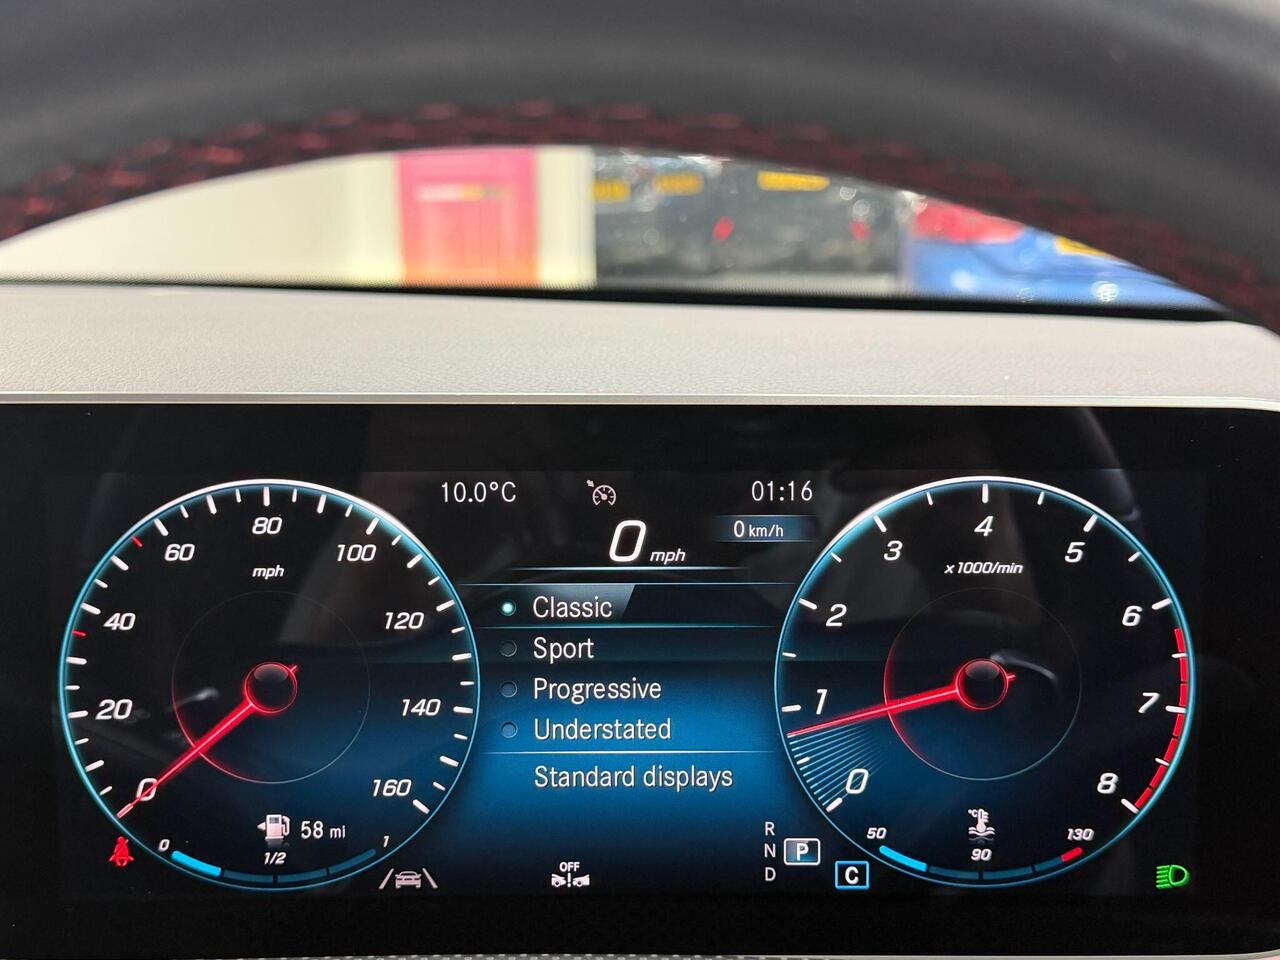 10.0°C
01:16
0 mph
0 km/h
0
20
40
60
80
100
120
140
160
mph
Classic
Sport
Progressive
Understated
Standard displays
0
1
2
3
4
5
6
7
8
x1000/min
58 mi
0
1/2
1
OFF
R
N
D
P
C
°C
50
90
130